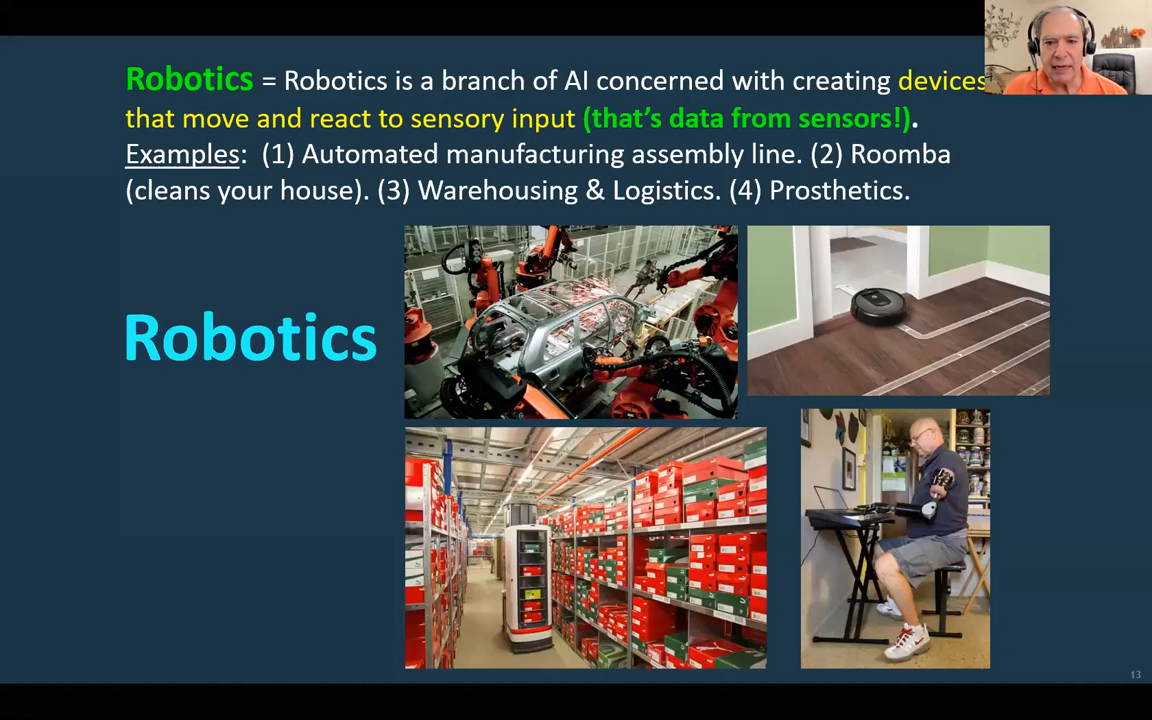 Robotics = Robotics is a branch of AI concerned with creating devices
that move and react to sensory input (that's data from sensors!).
Examples: (1) Automated manufacturing assembly line. (2) Roomba
(cleans your house). (3) Warehousing & Logistics. (4) Prosthetics.
Robotics
13